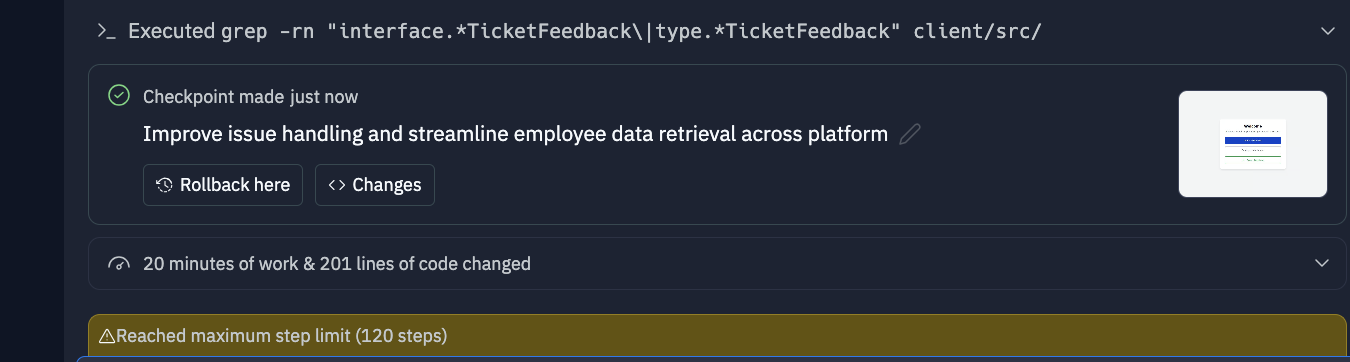 Executed grep -rn "interface.*TicketFeedback\|type.*TicketFeedback" client/src/
Checkpoint made just now
Improve issue handling and streamline employee data retrieval across platform
Welcome
Rollback here
Changes
20 minutes of work & 201 lines of code changed
Reached maximum step limit (120 steps)